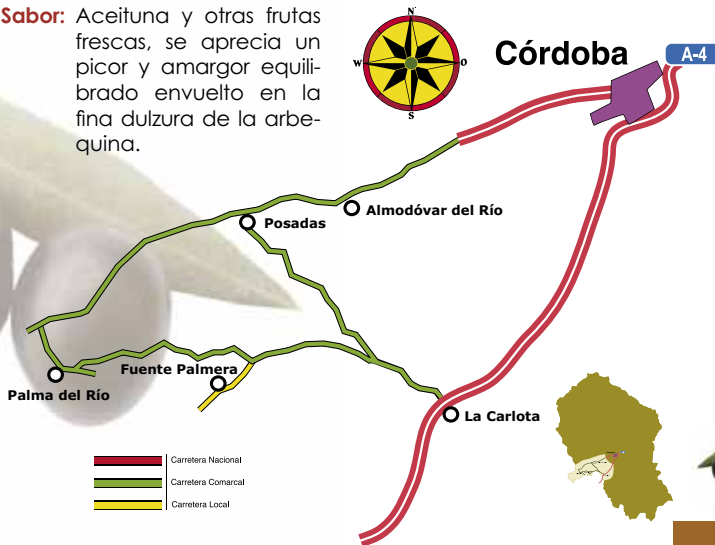 Sabor: Aceituna y otras frutas
frescas, se aprecia un
picor y amargor equili-
brado envuelto en la
fina dulzura de la arbe-
quina.
N
W
O
S
Córdoba
A-4
Almodóvar del Río
Posadas
Fuente Palmera
Palma del Río
La Carlota
Carretera Nacional
Carretera Comarcal
Carretera Local